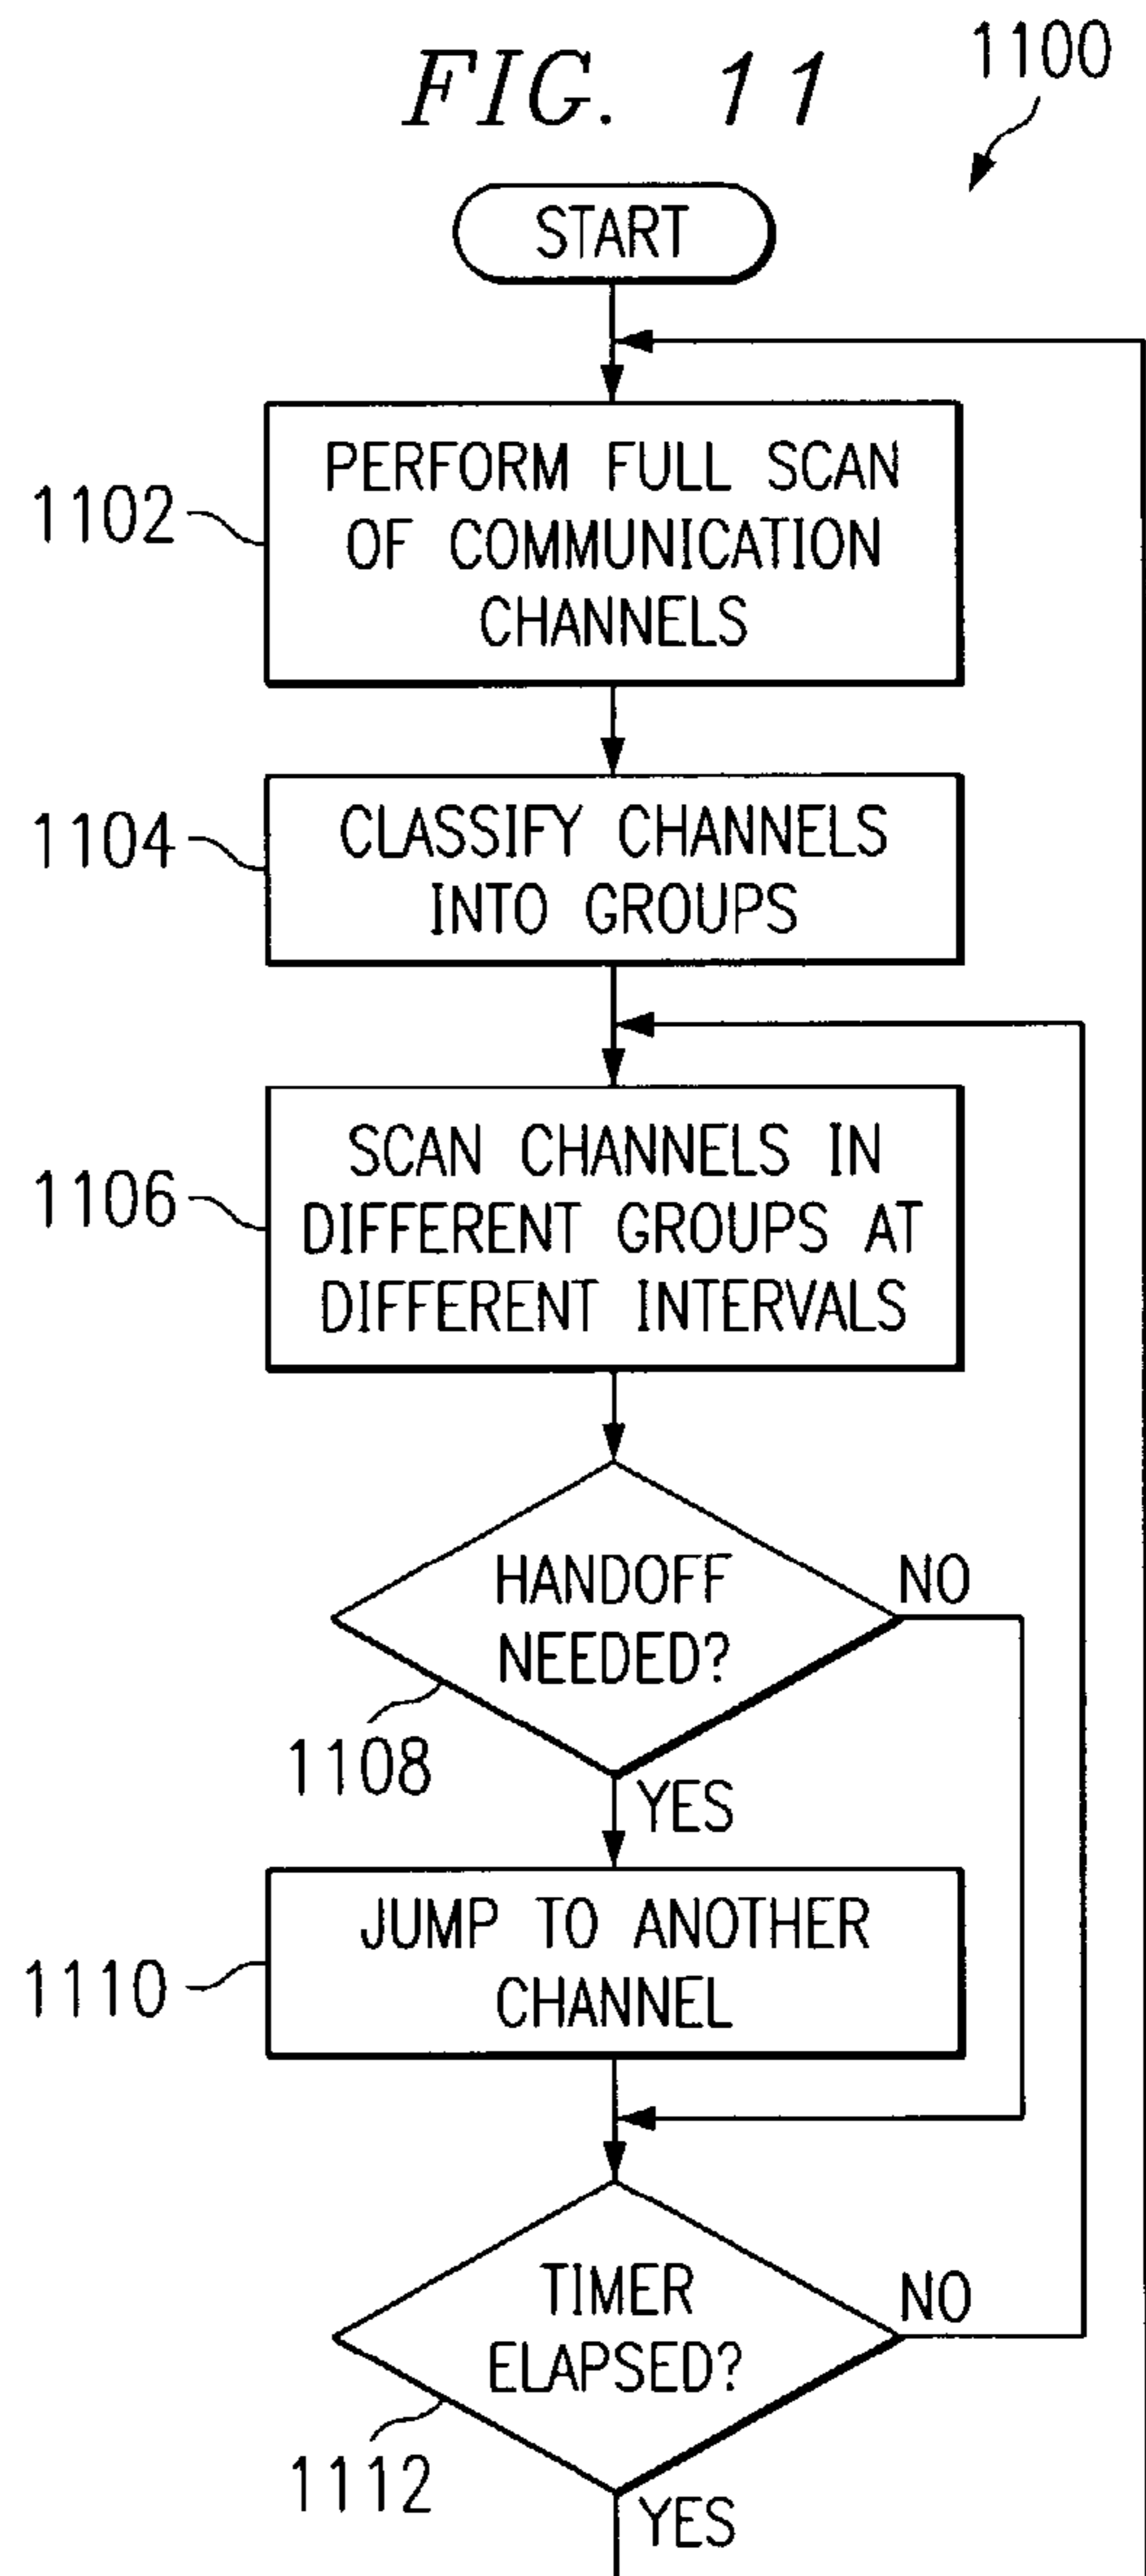 FIG. 11
1100
START
PERFORM FULL SCAN
OF COMMUNICATION
CHANNELS
1102
CLASSIFY CHANNELS
INTO GROUPS
1104
SCAN CHANNELS IN
DIFFERENT GROUPS AT
DIFFERENT INTERVALS
1106
HANDOFF
NEEDED?
NO
1108
YES
JUMP TO ANOTHER
CHANNEL
1110
TIMER
ELAPSED?
NO
1112
YES